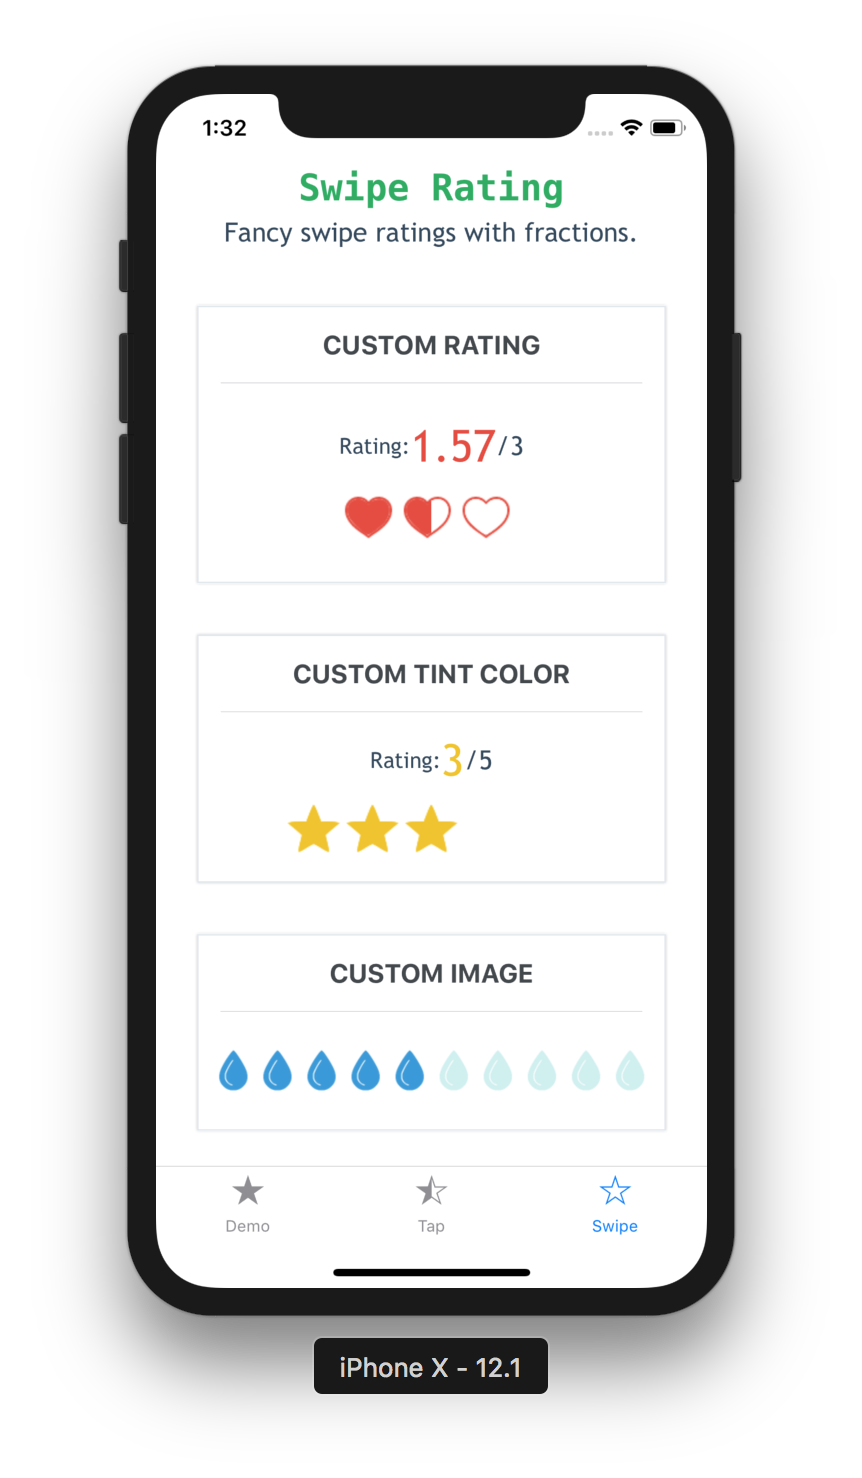 1:32
Swipe Rating
Fancy swipe ratings with fractions.
CUSTOM RATING
Rating: 1.57/3
CUSTOM TINT COLOR
Rating: 3/5
CUSTOM IMAGE
Demo Tap Swipe
iPhone X - 12.1